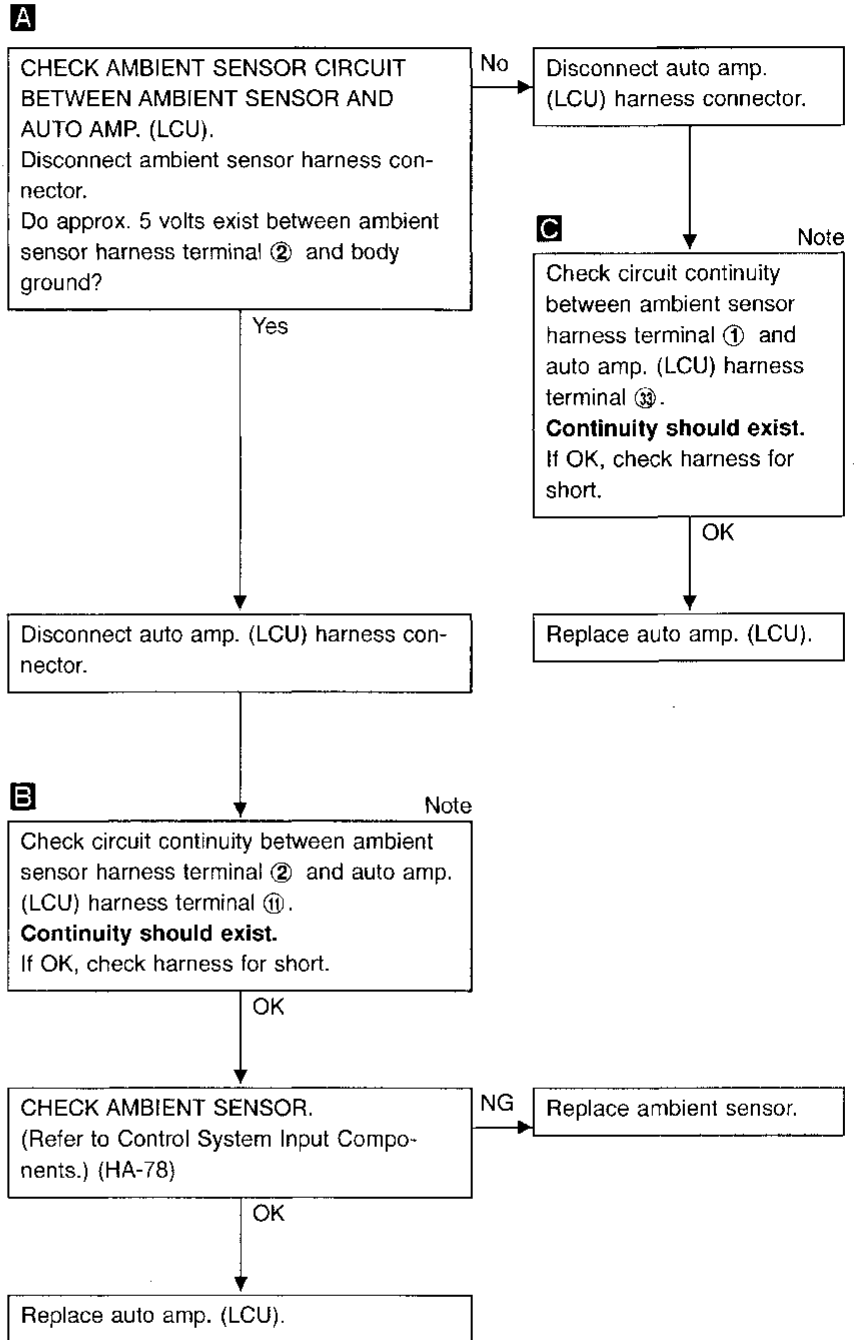 A
CHECK AMBIENT SENSOR CIRCUIT
BETWEEN AMBIENT SENSOR AND
AUTO AMP. (LCU).
Disconnect ambient sensor harness con-
nector.
Do approx. 5 volts exist between ambient
sensor harness terminal ② and body
ground?
No
Disconnect auto amp.
(LCU) harness connector.
Yes
C
Note
Check circuit continuity
between ambient sensor
harness terminal ① and
auto amp. (LCU) harness
terminal ㉝.
Continuity should exist.
If OK, check harness for
short.
OK
Replace auto amp. (LCU).
Disconnect auto amp. (LCU) harness con-
nector.
B
Note
Check circuit continuity between ambient
sensor harness terminal ② and auto amp.
(LCU) harness terminal ⑪.
Continuity should exist.
If OK, check harness for short.
OK
CHECK AMBIENT SENSOR.
(Refer to Control System Input Compo-
nents.) (HA-78)
NG
Replace ambient sensor.
OK
Replace auto amp. (LCU).